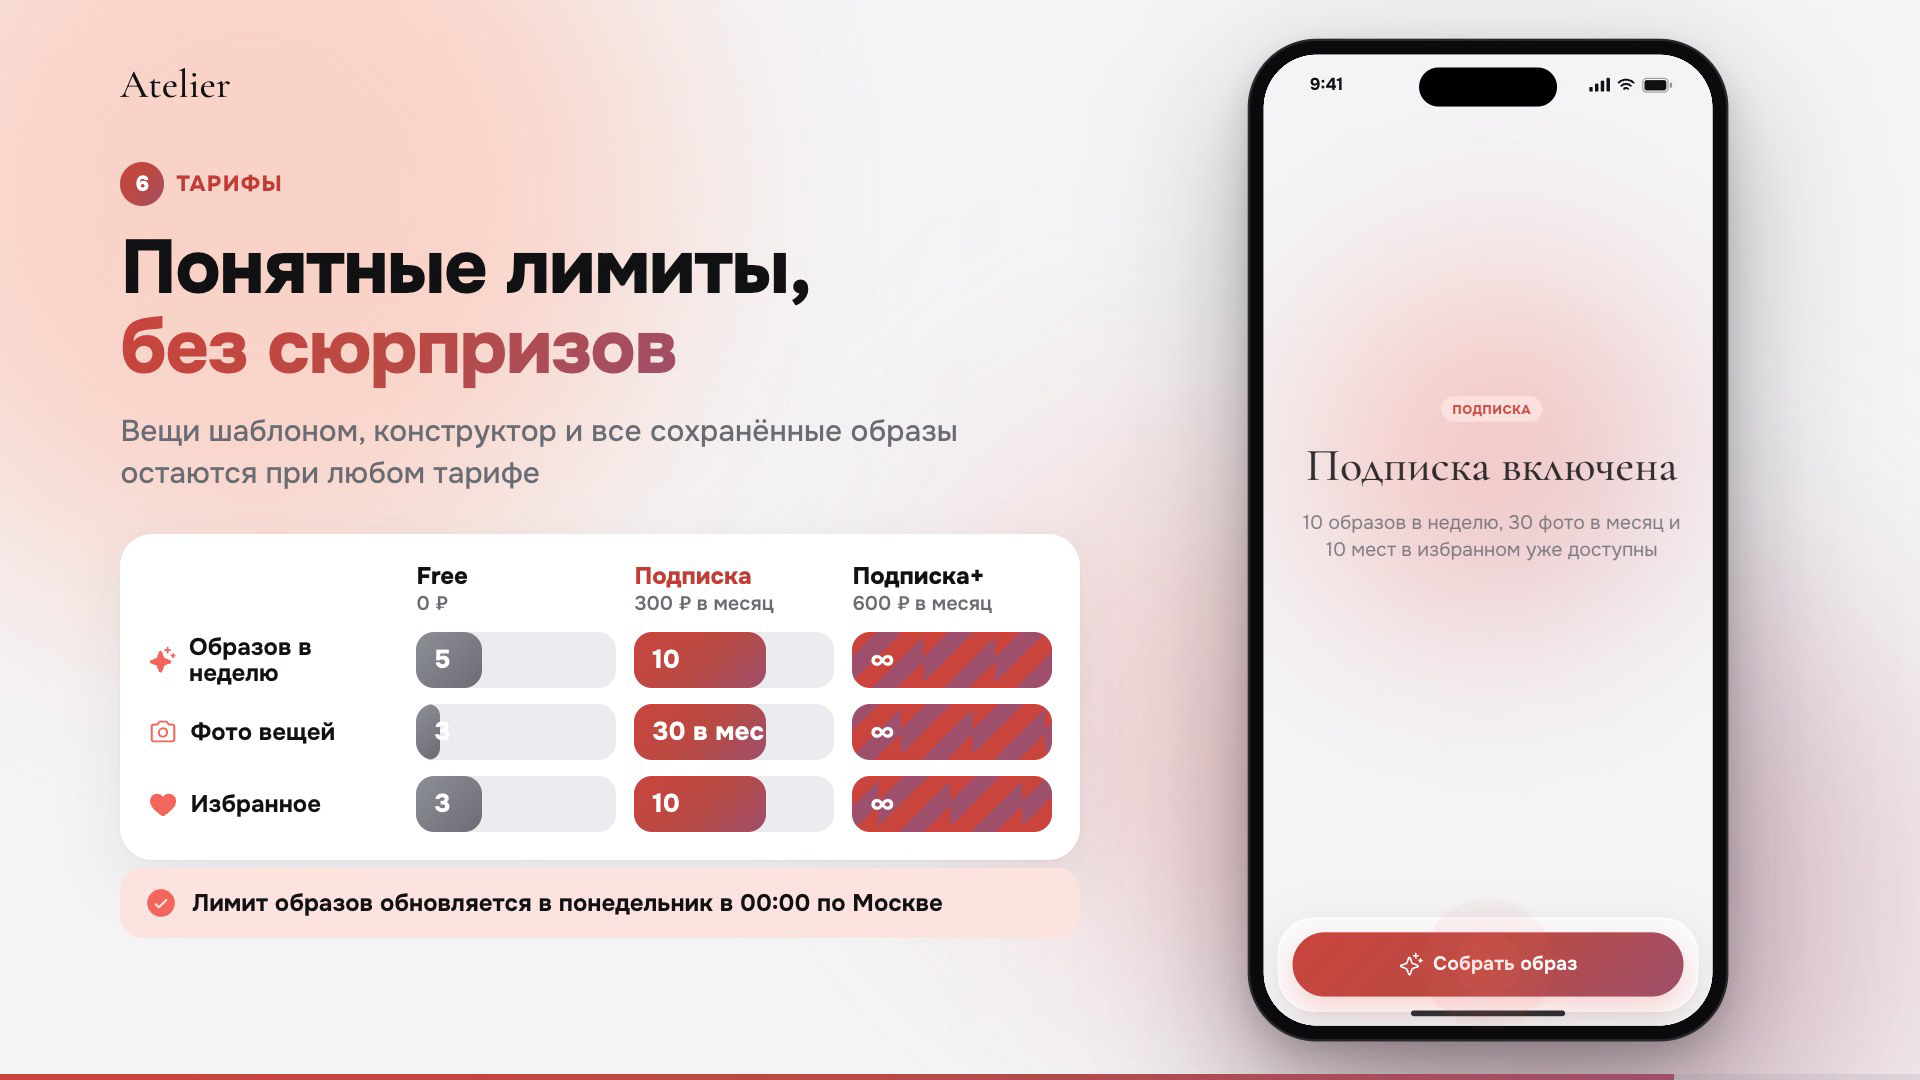 Atelier
6 ТАРИФЫ
Понятные лимиты,
без сюрпризов
Вещи шаблоном, конструктор и все сохранённые образы
остаются при любом тарифе
Free Подписка Подписка+
0 ₽ 300 ₽ в месяц 600 ₽ в месяц
Образов в
неделю
5 10 ∞
Фото вещей 3 30 в мес ∞
Избранное 3 10 ∞
Лимит образов обновляется в понедельник в 00:00 по Москве
9:41
ПОДПИСКА
Подписка включена
10 образов в неделю, 30 фото в месяц и
10 мест в избранном уже доступны
Собрать образ